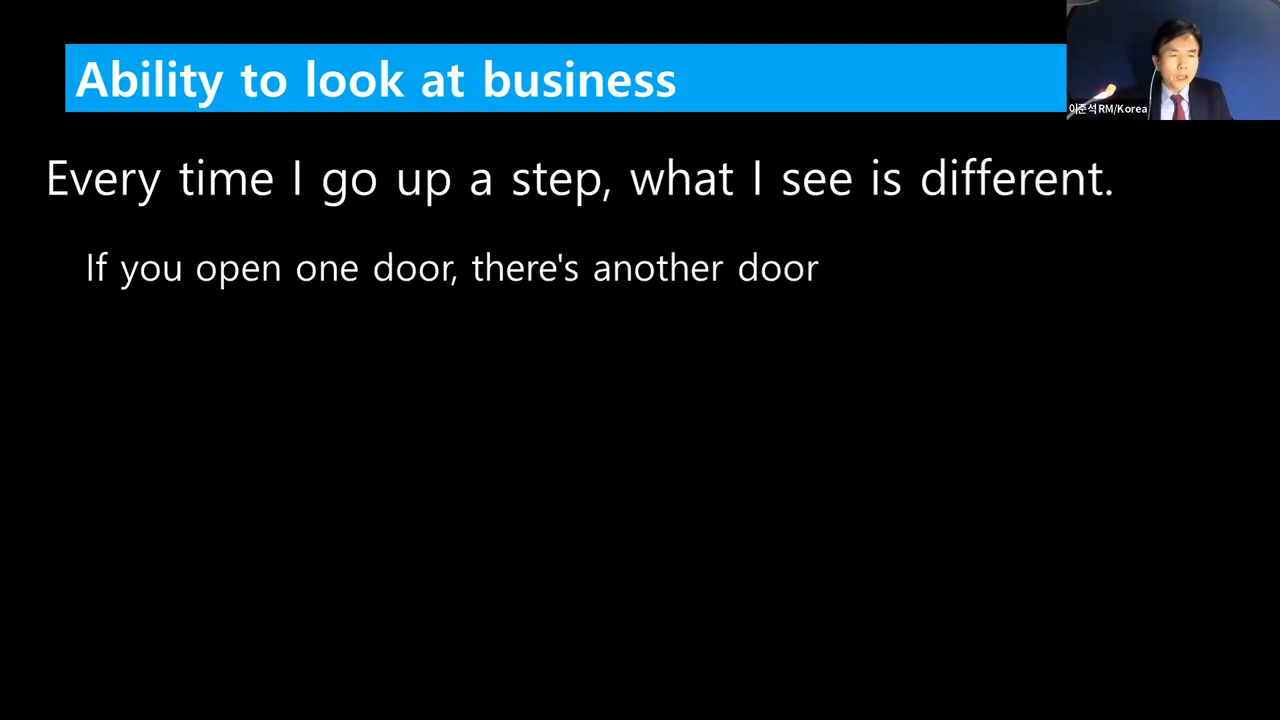 Ability to look at business
이준석RM/Korea
Every time I go up a step, what I see is different.
If you open one door, there's another door